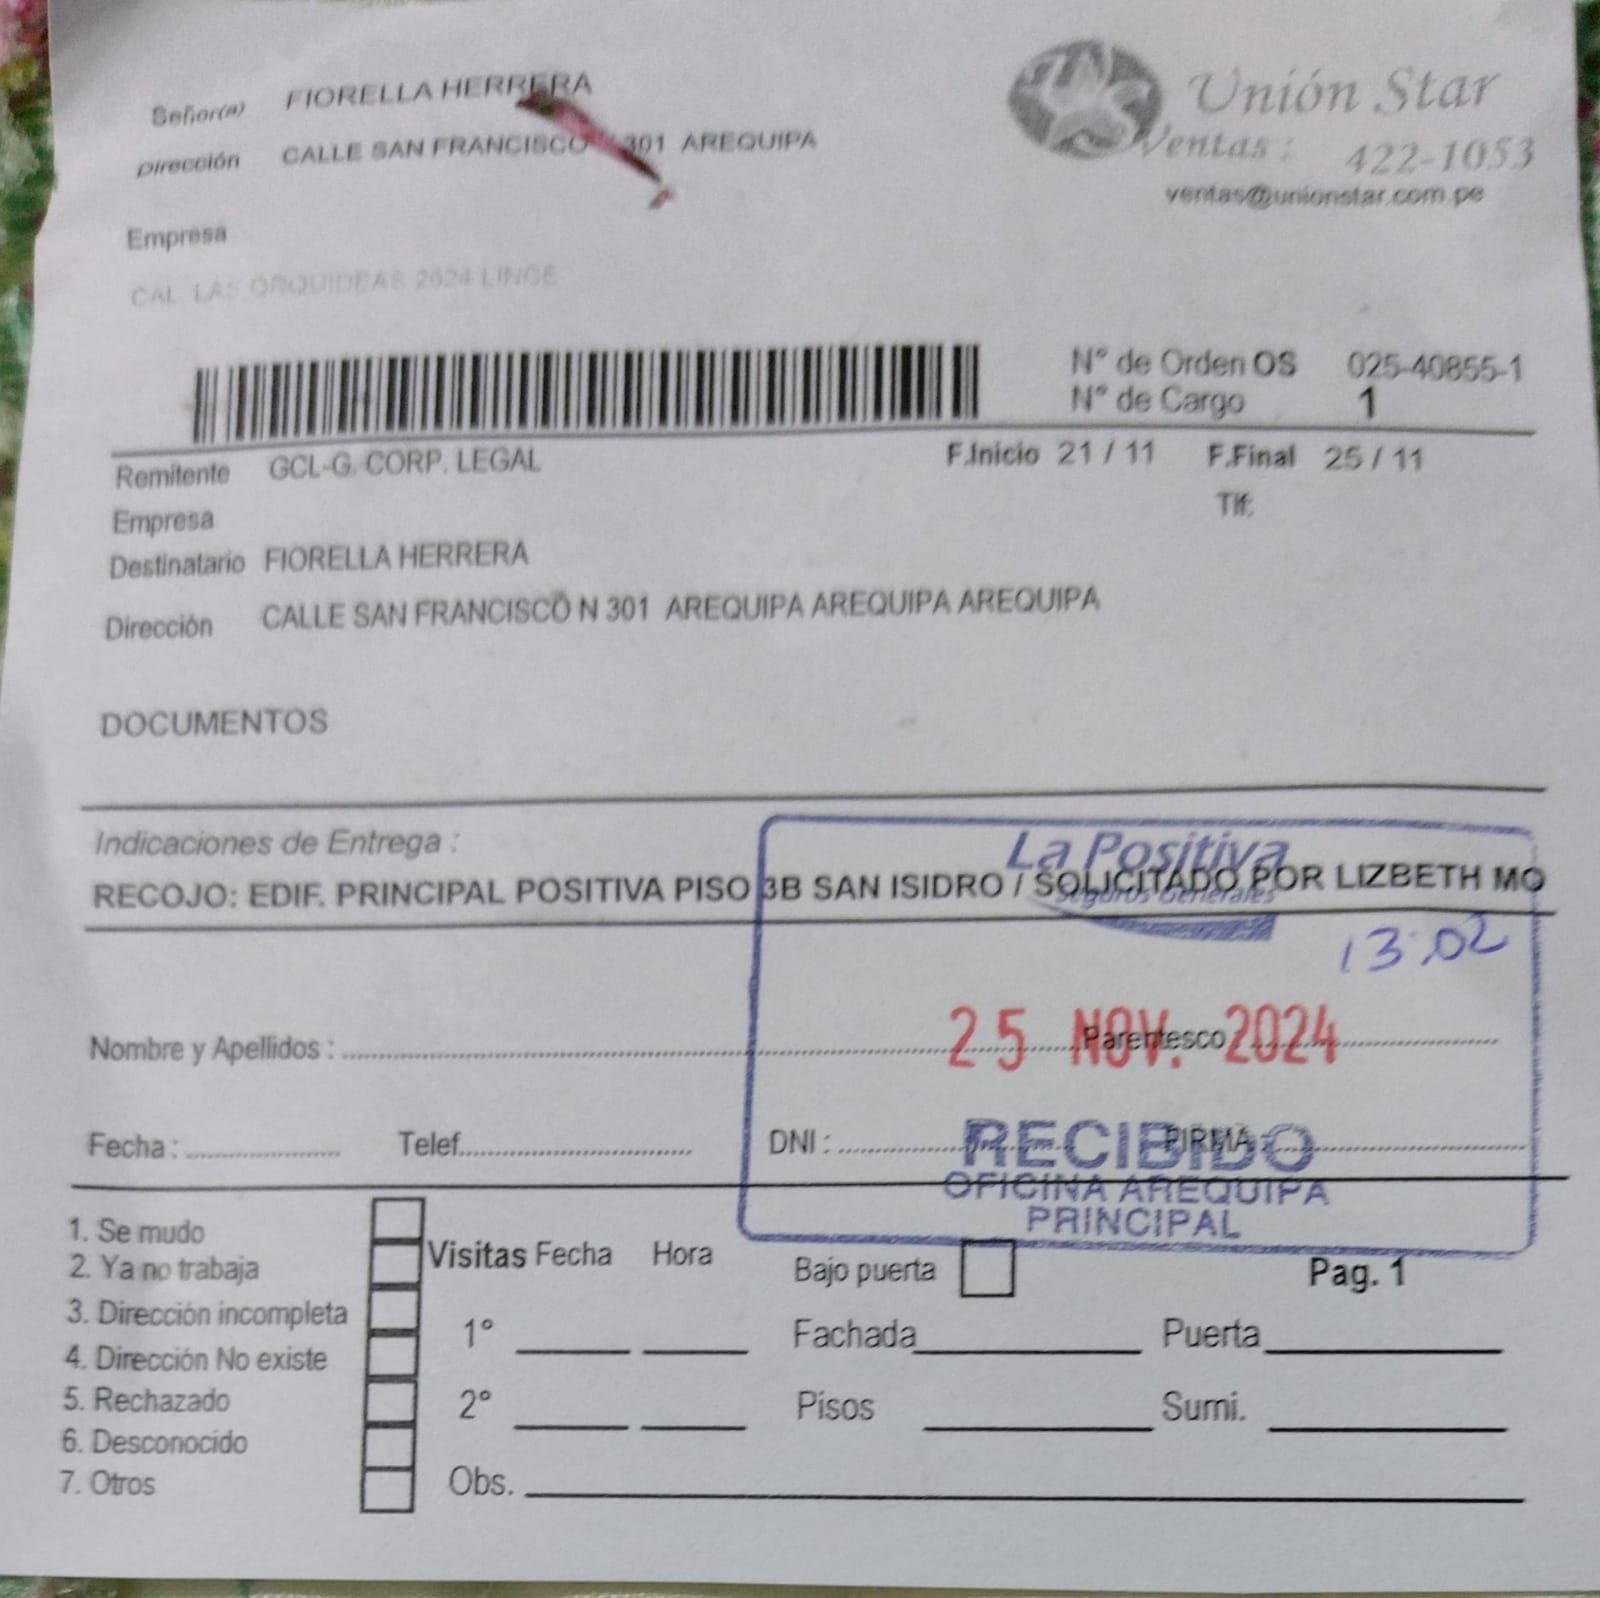 Señor(a) FIORELLA HERRERA
Dirección CALLE SAN FRANCISCO N 301 AREQUIPA
Unión Star
Ventas : 422-1053
ventas@unionstar.com.pe
Empresa
CAL LAS ORQUIDEAS 2624 LINCE
N° de Orden OS 025-40855-1
N° de Cargo 1
Remitente GCL-G. CORP. LEGAL F.Inicio 21 / 11 F.Final 25 / 11
Empresa Tlf:
Destinatario FIORELLA HERRERA
Dirección CALLE SAN FRANCISCO N 301 AREQUIPA AREQUIPA AREQUIPA
DOCUMENTOS
Indicaciones de Entrega :
RECOJO: EDIF. PRINCIPAL POSITIVA PISO 3B SAN ISIDRO / SOLICITADO POR LIZBETH MO
La Positiva
Seguros Generales
13:02
25 NOV. 2024
Nombre y Apellidos : Parentesco
Fecha : Telef. DNI : FIRMA
RECIBIDO
OFICINA AREQUIPA
PRINCIPAL
1. Se mudo
2. Ya no trabaja
3. Dirección incompleta
4. Dirección No existe
5. Rechazado
6. Desconocido
7. Otros
Visitas Fecha Hora
1°
2°
Obs.
Bajo puerta
Pag. 1
Fachada Puerta
Pisos Sumi.